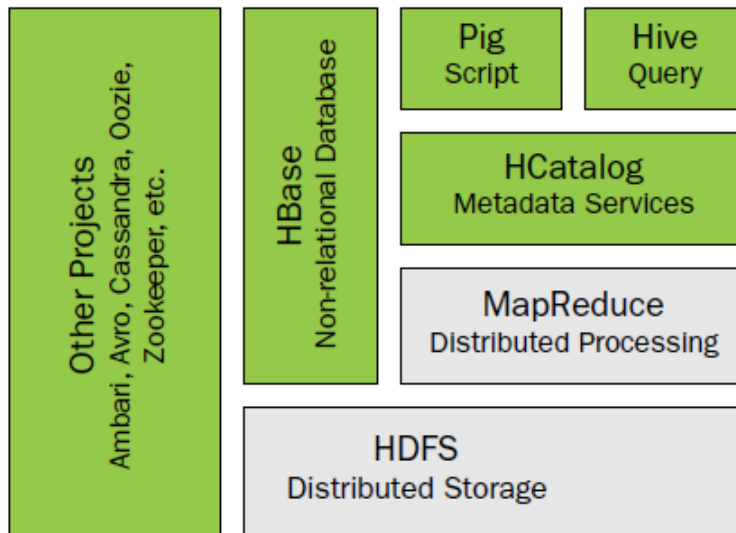 Other Projects
Ambari, Avro, Cassandra, Oozie,
Zookeeper, etc.
HBase
Non-relational Database
Pig
Script
Hive
Query
HCatalog
Metadata Services
MapReduce
Distributed Processing
HDFS
Distributed Storage